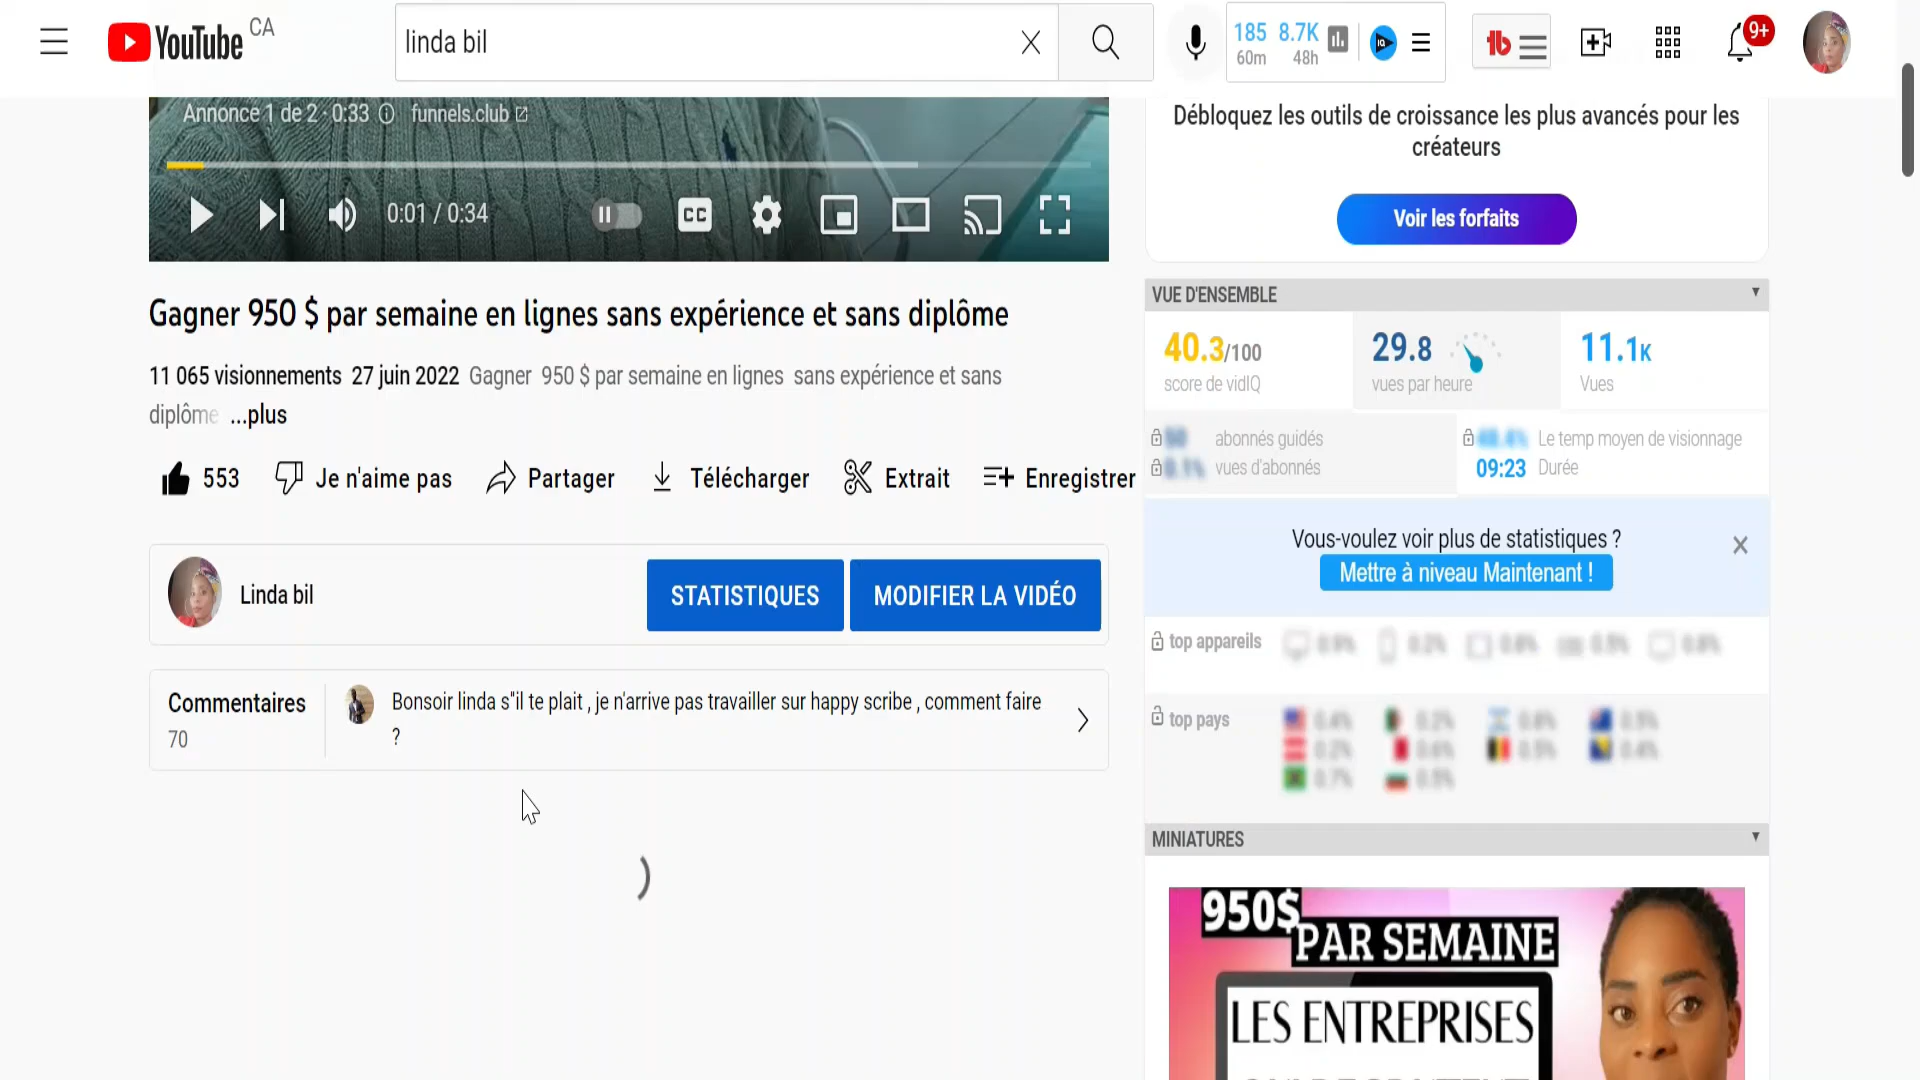 YouTube CA
linda bil
185 8.7K
60m 48h
9+
Annonce 1 de 2 · 0:33 funnels.club
0:01 / 0:34
CC
Gagner 950 $ par semaine en lignes sans expérience et sans diplôme
11 065 visionnements 27 juin 2022 Gagner 950 $ par semaine en lignes sans expérience et sans
diplôme ...plus
553 Je n'aime pas Partager Télécharger Extrait Enregistrer
Linda bil
STATISTIQUES
MODIFIER LA VIDÉO
Commentaires
70
Bonsoir linda s"il te plait , je n'arrive pas travailler sur happy scribe , comment faire
?
Débloquez les outils de croissance les plus avancés pour les
créateurs
Voir les forfaits
VUE D'ENSEMBLE
40.3/100
score de vidIQ
29.8
vues par heure
11.1K
Vues
abonnés guidés
vues d'abonnés
Le temp moyen de visionnage
09:23 Durée
Vous-voulez voir plus de statistiques ?
Mettre à niveau Maintenant !
top appareils
top pays
MINIATURES
950$
PAR SEMAINE
LES ENTREPRISES